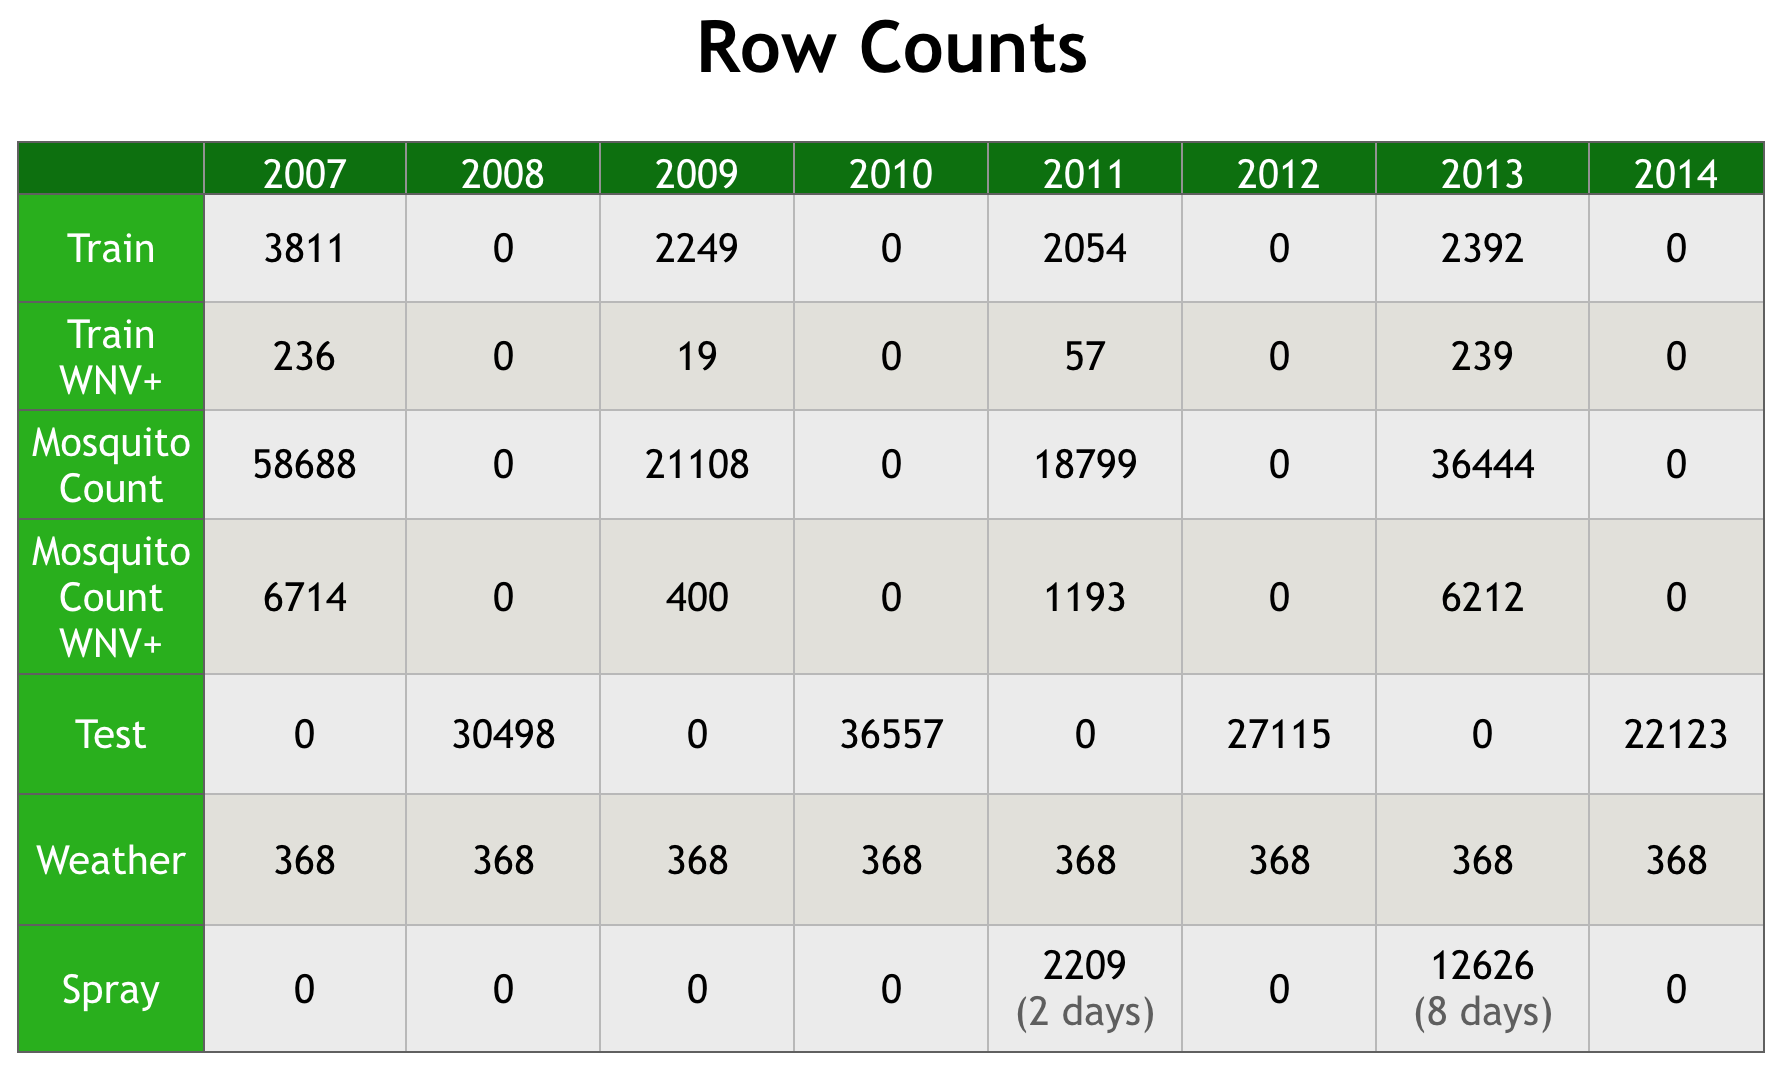 Row Counts
2007 2008 2009 2010 2011 2012 2013 2014
Train 3811 0 2249 0 2054 0 2392 0
Train
WNV+ 236 0 19 0 57 0 239 0
Mosquito
Count 58688 0 21108 0 18799 0 36444 0
Mosquito
Count
WNV+ 6714 0 400 0 1193 0 6212 0
Test 0 30498 0 36557 0 27115 0 22123
Weather 368 368 368 368 368 368 368 368
Spray 0 0 0 0 2209 0 12626 0
(2 days) (8 days)